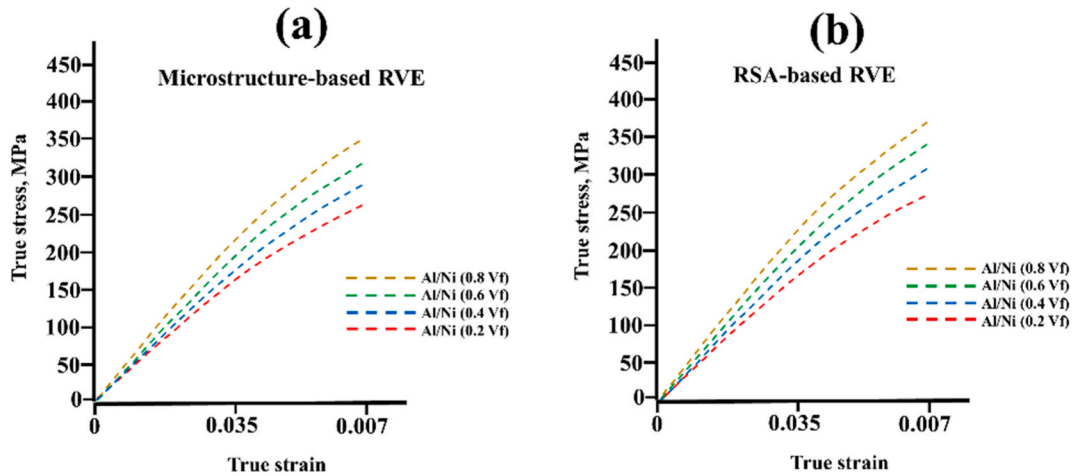 (a)
Microstructure-based RVE
True stress, MPa
450
400
350
300
250
200
150
100
50
0
Al/Ni (0.8 Vf)
Al/Ni (0.6 Vf)
Al/Ni (0.4 Vf)
Al/Ni (0.2 Vf)
0 0.035 0.007
True strain
(b)
RSA-based RVE
True stress, MPa
450
400
350
300
250
200
150
100
50
0
Al/Ni (0.8 Vf)
Al/Ni (0.6 Vf)
Al/Ni (0.4 Vf)
Al/Ni (0.2 Vf)
0 0.035 0.007
True strain